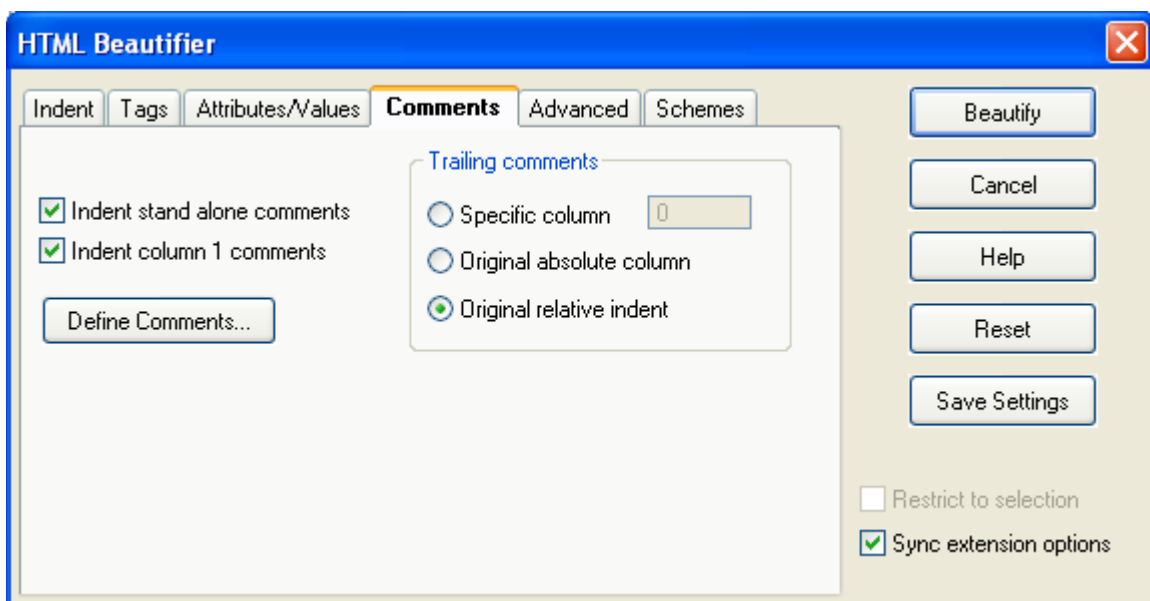 HTML Beautifier
Indent
Tags
Attributes/Values
Comments
Advanced
Schemes
Indent stand alone comments
Indent column 1 comments
Define Comments...
Trailing comments
Specific column
0
Original absolute column
Original relative indent
Beautify
Cancel
Help
Reset
Save Settings
Restrict to selection
Sync extension options